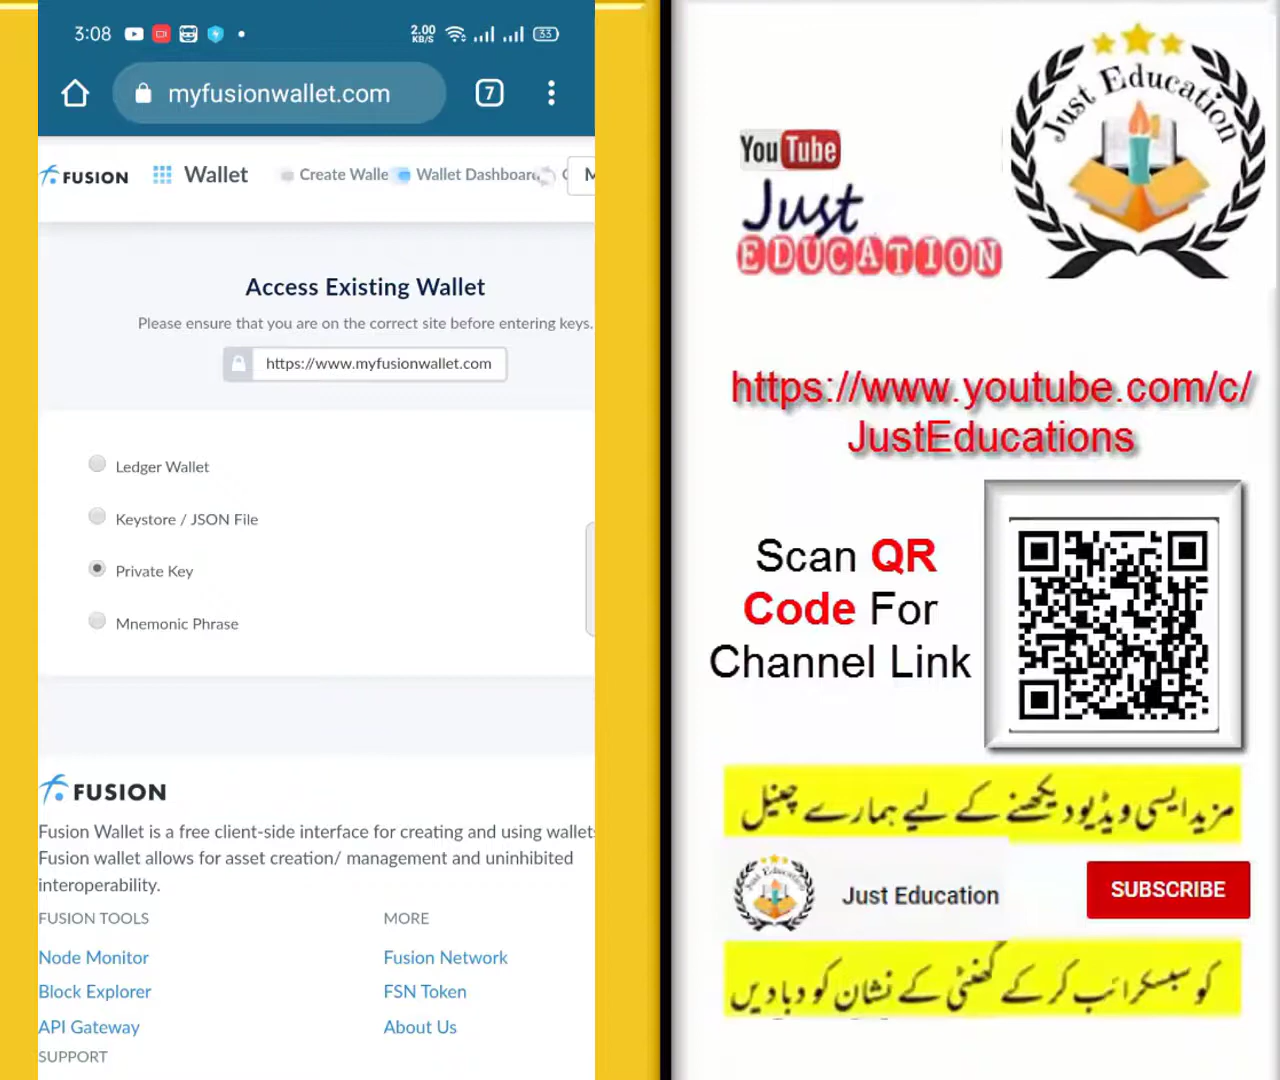 3:08
2.00
KB/S
33
myfusionwallet.com
7
FUSION
Wallet
Create Walle
Wallet Dashboard
M
Access Existing Wallet
Please ensure that you are on the correct site before entering keys.
https://www.myfusionwallet.com
Ledger Wallet
Keystore / JSON File
Private Key
Mnemonic Phrase
FUSION
Fusion Wallet is a free client-side interface for creating and using wallets
Fusion wallet allows for asset creation/ management and uninhibited
interoperability.
FUSION TOOLS
MORE
Node Monitor
Fusion Network
Block Explorer
FSN Token
API Gateway
About Us
SUPPORT
YouTube
Just
EDUCATION
Just Education
https://www.youtube.com/c/
JustEducations
Scan QR
Code For
Channel Link
مزید ایسی ویڈیو دیکھنے کے لیے ہمارے چینل
Just Education
Just Education
SUBSCRIBE
کو سبسکرائب کر کے گھنٹی کے نشان کو دبا دیں